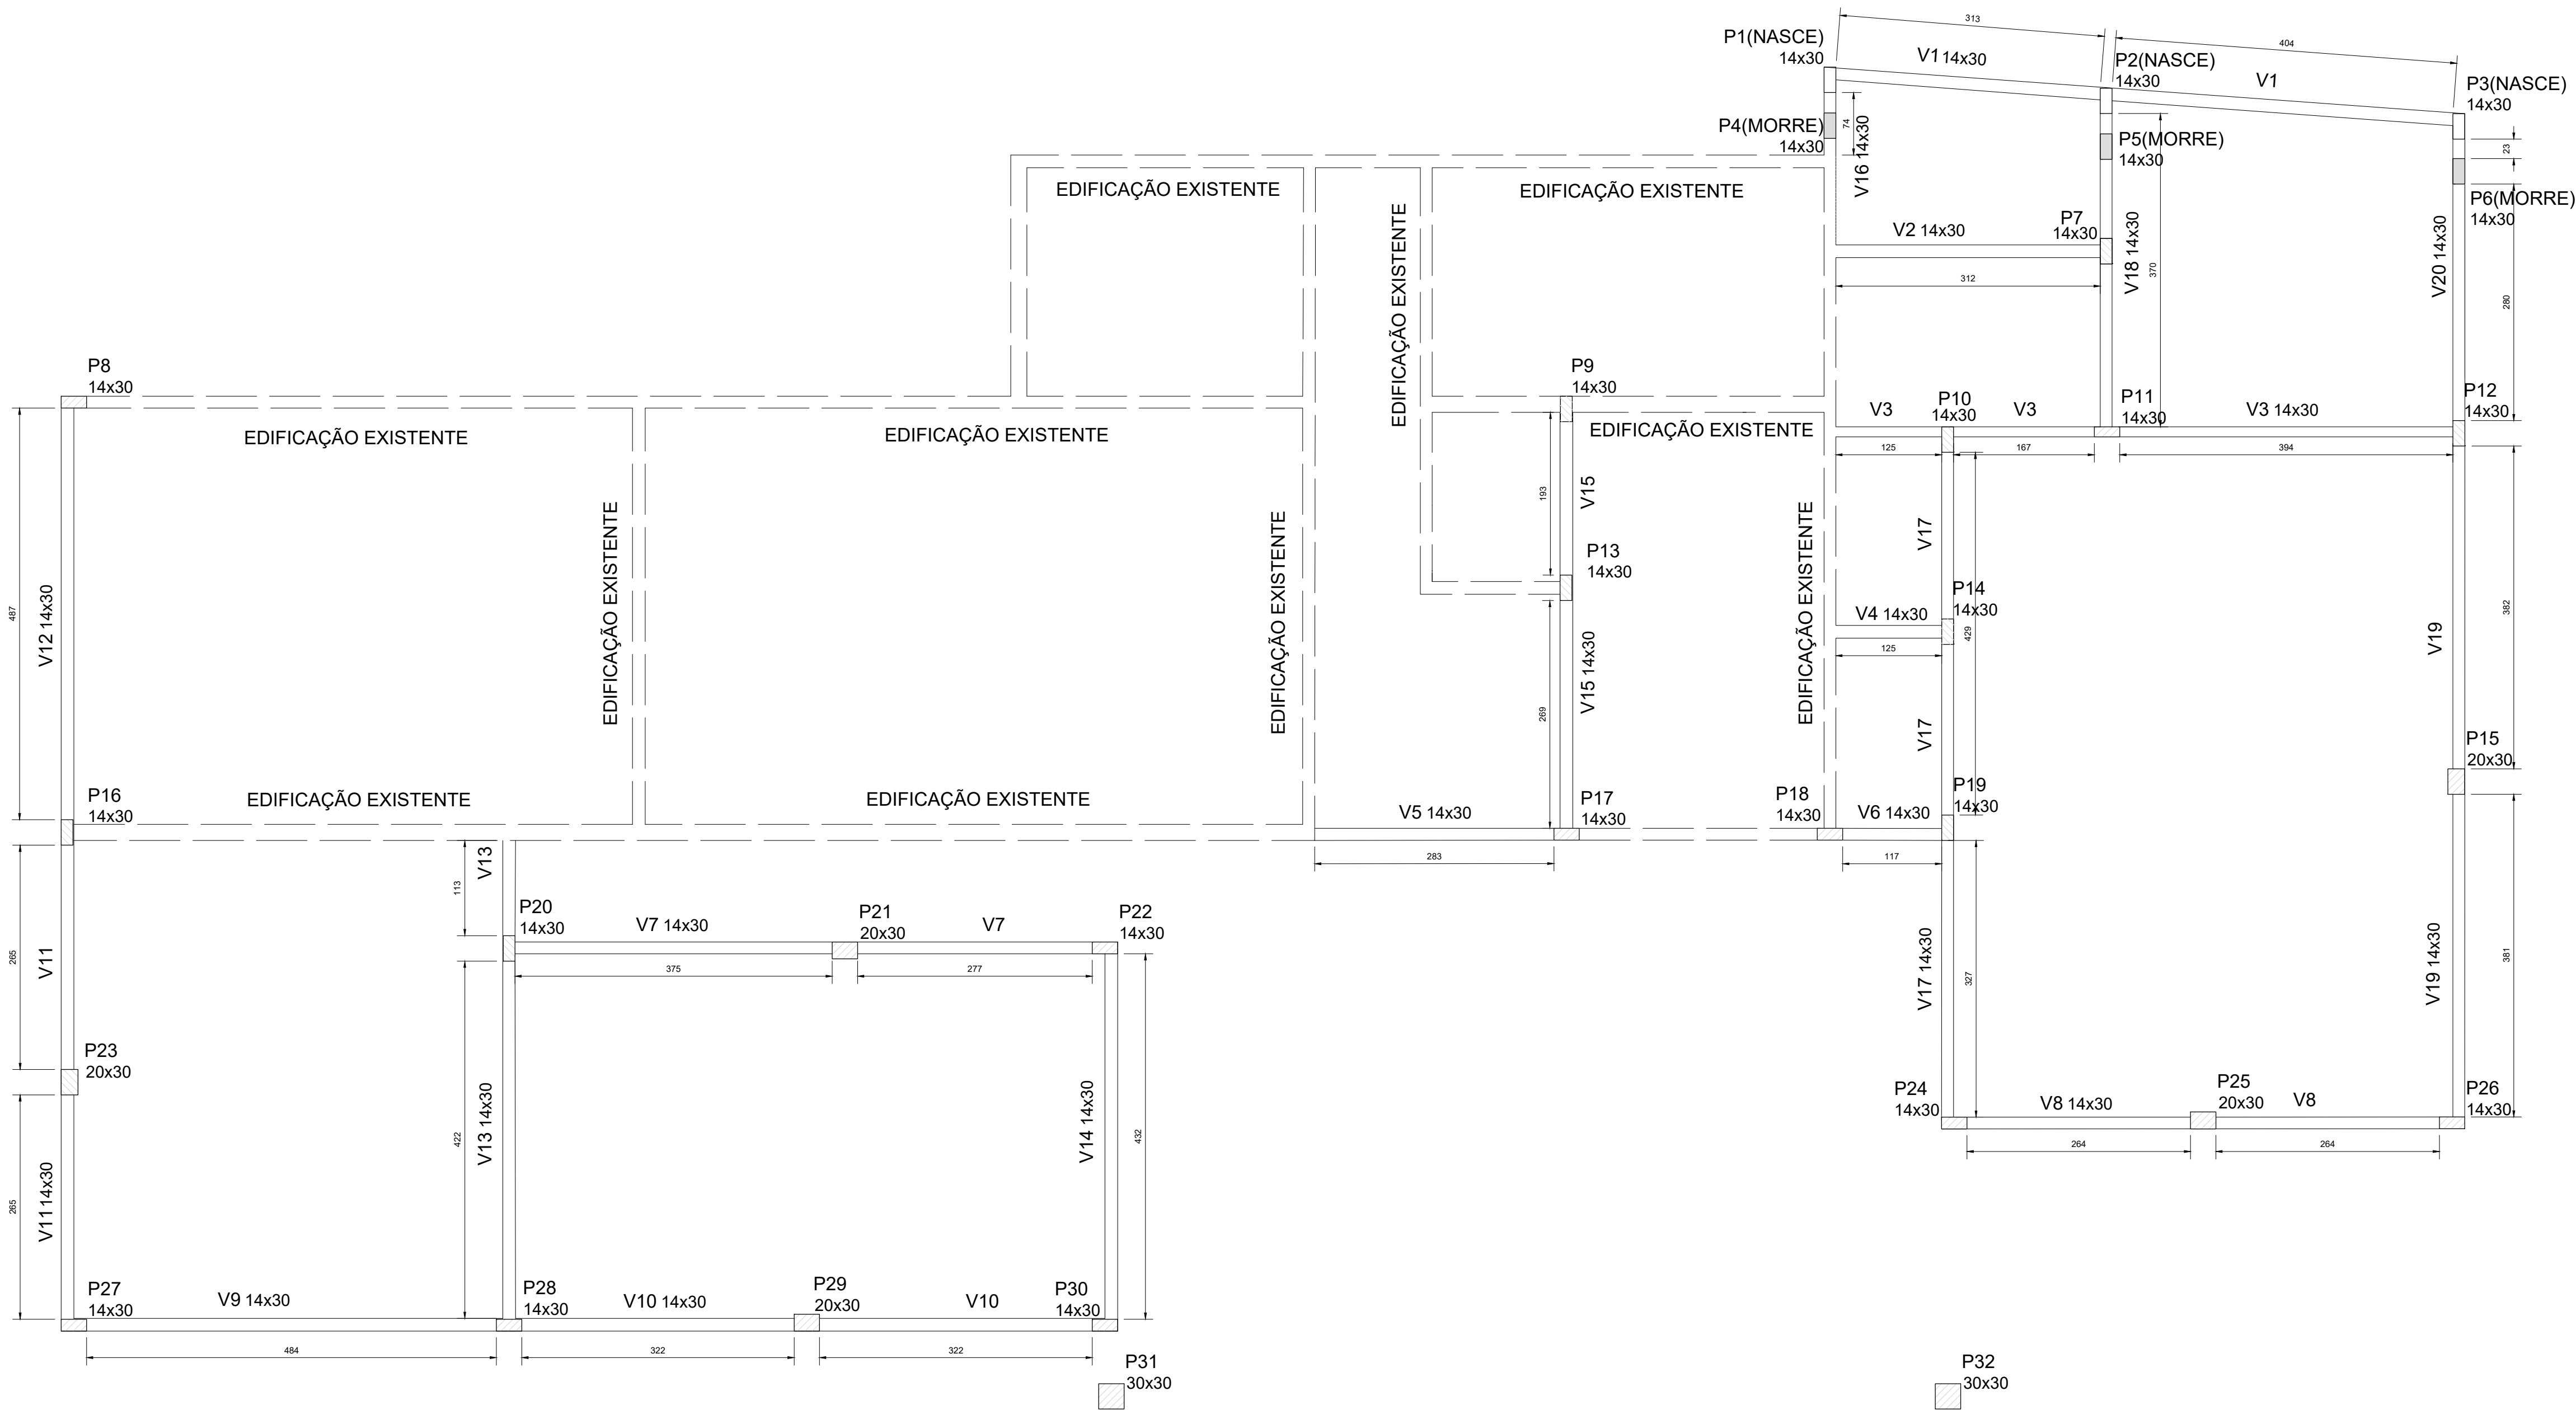 313
404
P1(NASCE)
14x30
V1 14x30
P2(NASCE)
14x30
V1
P3(NASCE)
14x30
P4(MORRE)
14x30
74
V16 14x30
P5(MORRE)
14x30
23
P6(MORRE)
14x30
EDIFICAÇÃO EXISTENTE
EDIFICAÇÃO EXISTENTE
EDIFICAÇÃO EXISTENTE
V2 14x30
P7
14x30
V18 14x30
370
V20 14x30
280
312
P8
14x30
P9
14x30
V3
P10
14x30
V3
P11
14x30
V3 14x30
P12
14x30
EDIFICAÇÃO EXISTENTE
EDIFICAÇÃO EXISTENTE
EDIFICAÇÃO EXISTENTE
125
167
394
193
V15
V17
P13
14x30
487
V12 14x30
EDIFICAÇÃO EXISTENTE
EDIFICAÇÃO EXISTENTE
EDIFICAÇÃO EXISTENTE
V4 14x30
P14
14x30
429
125
V19
382
V15 14x30
269
V17
P15
20x30
P16
14x30
EDIFICAÇÃO EXISTENTE
EDIFICAÇÃO EXISTENTE
V5 14x30
P17
14x30
P18
14x30
V6 14x30
P19
14x30
283
117
V13
113
P20
14x30
V7 14x30
P21
20x30
V7
P22
14x30
265
V11
375
277
V17 14x30
327
V19 14x30
381
P23
20x30
422
V13 14x30
V14 14x30
432
P24
14x30
V8 14x30
P25
20x30
V8
P26
14x30
264
264
265
V11 14x30
P27
14x30
V9 14x30
P28
14x30
V10 14x30
P29
20x30
V10
P30
14x30
484
322
322
P31
30x30
P32
30x30